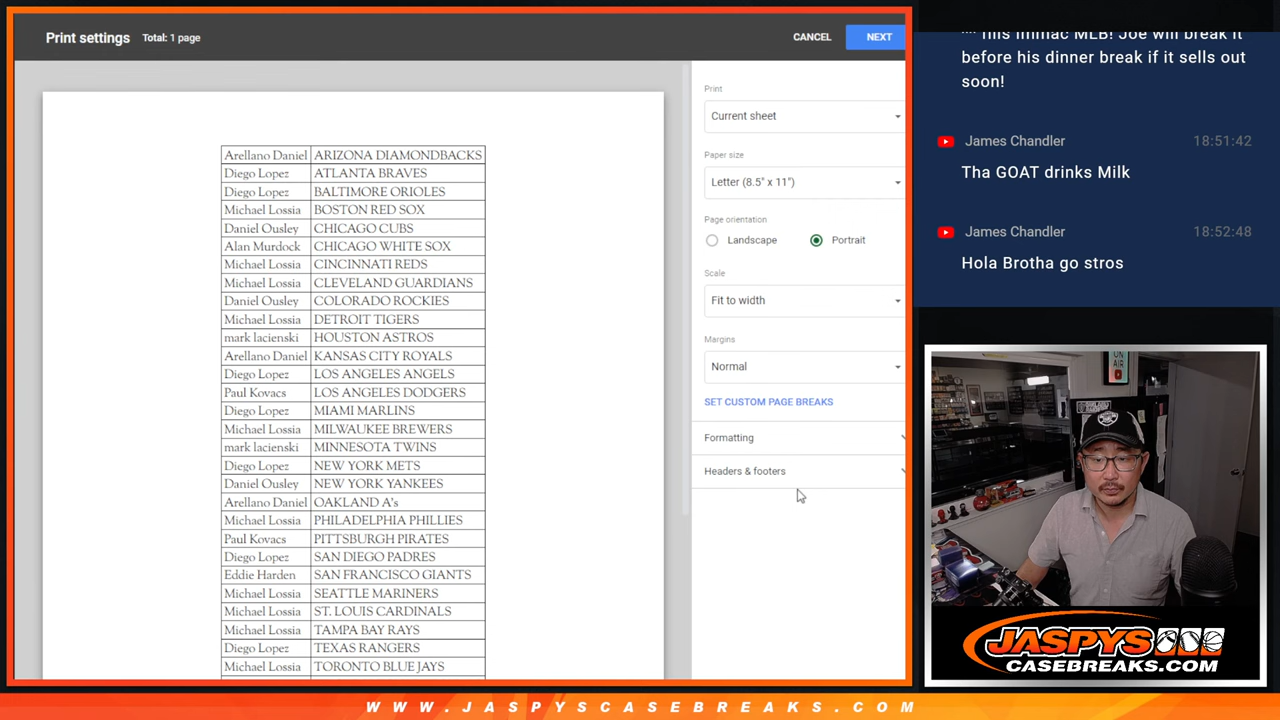 Print settings Total: 1 page CANCEL NEXT
Arellano Daniel ARIZONA DIAMONDBACKS
Diego Lopez ATLANTA BRAVES
Diego Lopez BALTIMORE ORIOLES
Michael Lossia BOSTON RED SOX
Daniel Ousley CHICAGO CUBS
Alan Murdock CHICAGO WHITE SOX
Michael Lossia CINCINNATI REDS
Michael Lossia CLEVELAND GUARDIANS
Daniel Ousley COLORADO ROCKIES
Michael Lossia DETROIT TIGERS
mark lacienski HOUSTON ASTROS
Arellano Daniel KANSAS CITY ROYALS
Diego Lopez LOS ANGELES ANGELS
Paul Kovacs LOS ANGELES DODGERS
Diego Lopez MIAMI MARLINS
Michael Lossia MILWAUKEE BREWERS
mark lacienski MINNESOTA TWINS
Diego Lopez NEW YORK METS
Daniel Ousley NEW YORK YANKEES
Arellano Daniel OAKLAND A's
Michael Lossia PHILADELPHIA PHILLIES
Paul Kovacs PITTSBURGH PIRATES
Diego Lopez SAN DIEGO PADRES
Eddie Harden SAN FRANCISCO GIANTS
Michael Lossia SEATTLE MARINERS
Michael Lossia ST. LOUIS CARDINALS
Michael Lossia TAMPA BAY RAYS
Diego Lopez TEXAS RANGERS
Michael Lossia TORONTO BLUE JAYS
Print
Current sheet
Paper size
Letter (8.5" x 11")
Page orientation
Landscape Portrait
Scale
Fit to width
Margins
Normal
SET CUSTOM PAGE BREAKS
Formatting
Headers & footers
this immac MLB! Joe will break it
before his dinner break if it sells out
soon!
James Chandler 18:51:42
Tha GOAT drinks Milk
James Chandler 18:52:48
Hola Brotha go stros
ON
AIR
JASPYS
CASEBREAKS.COM
WWW.JASPYSCASEBREAKS.COM